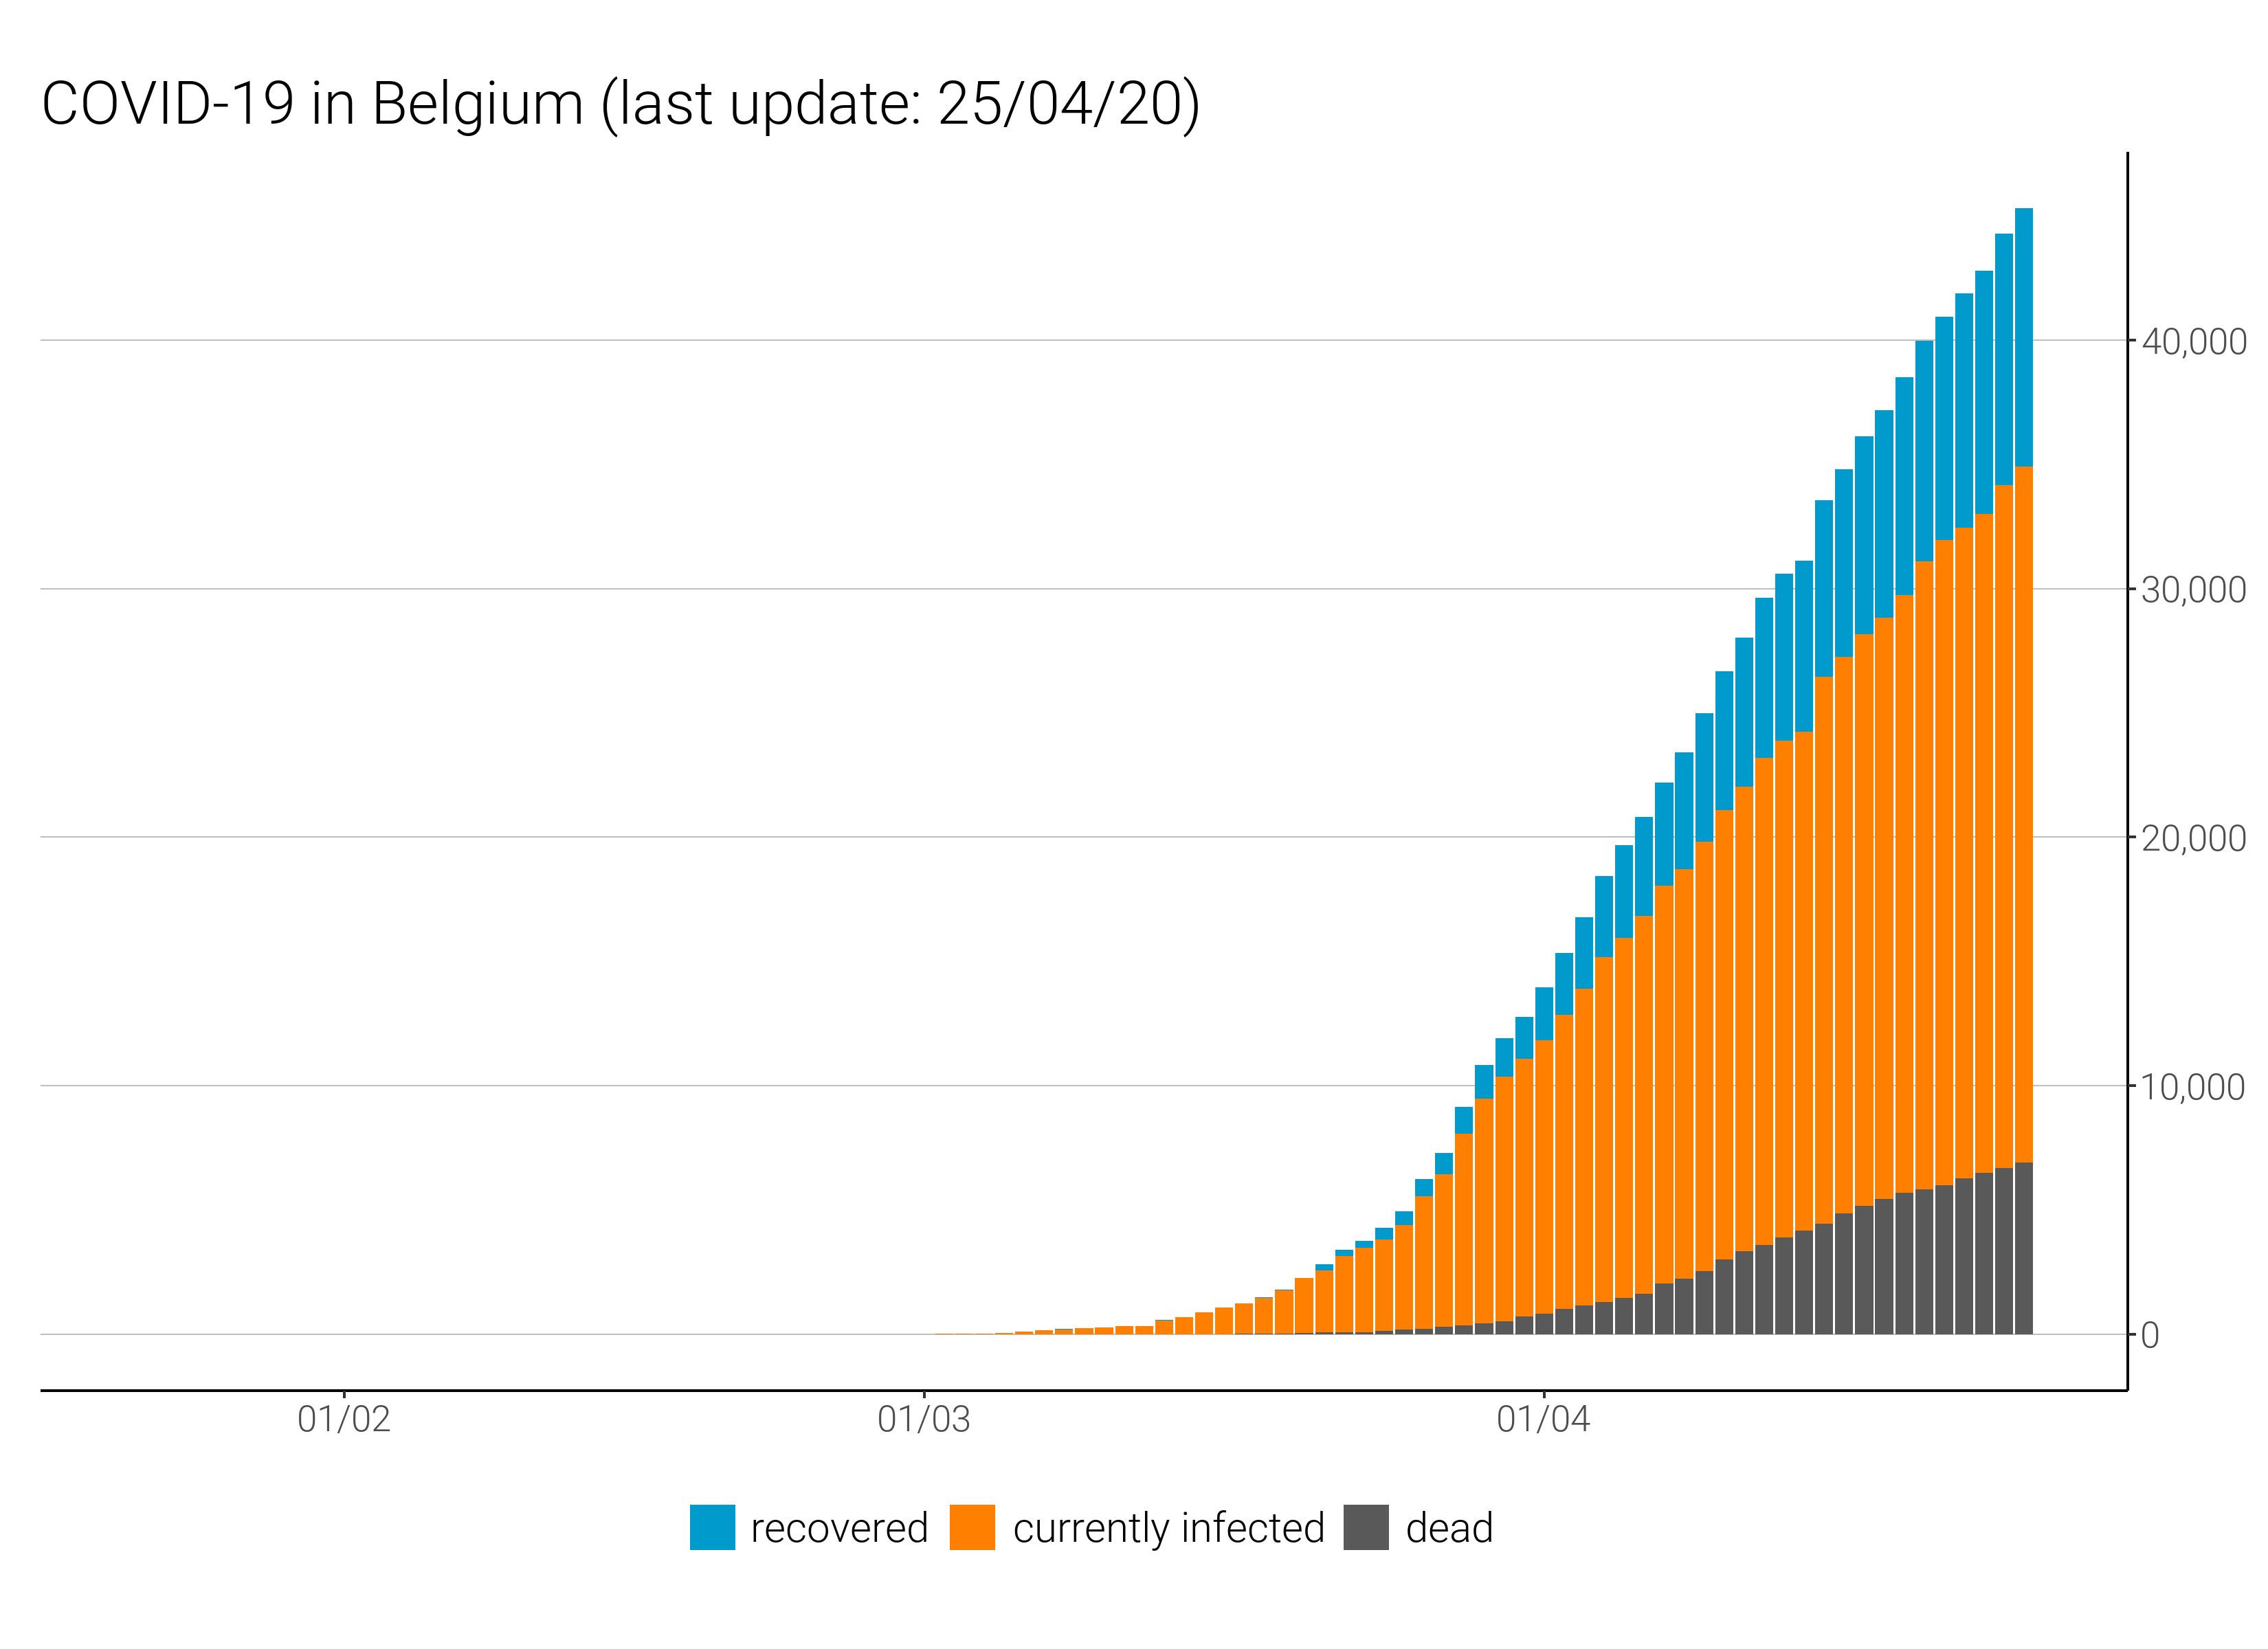 COVID-19 in Belgium (last update: 25/04/20)
40,000
30,000
20,000
10,000
0
01/02 01/03 01/04
recovered currently infected dead